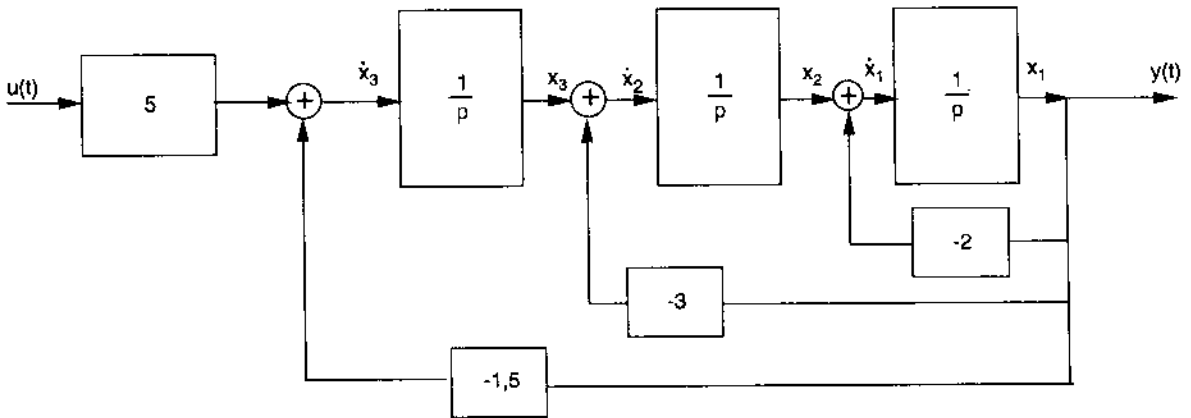 u(t)
5
+
ẋ₃
1
p
x₃
+
ẋ₂
1
p
x₂
+
ẋ₁
1
p
x₁
y(t)
-2
-3
-1,5